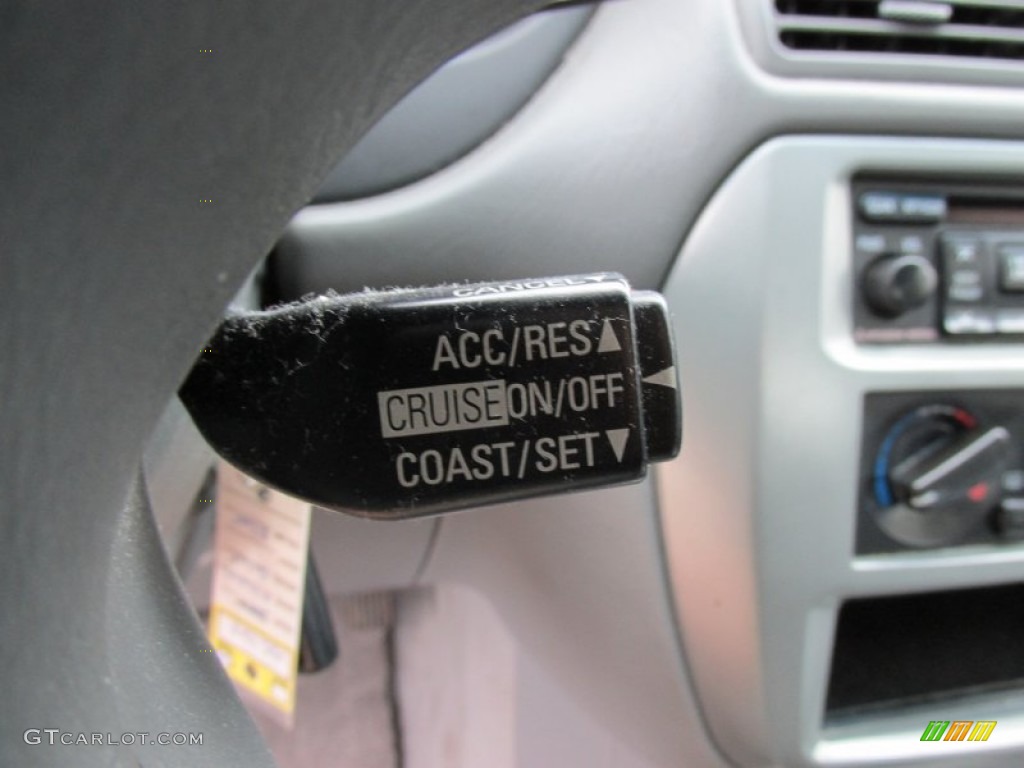 CANCEL
ACC/RES▲
CRUISE ON/OFF
COAST/SET▼
GTCARLOT.COM